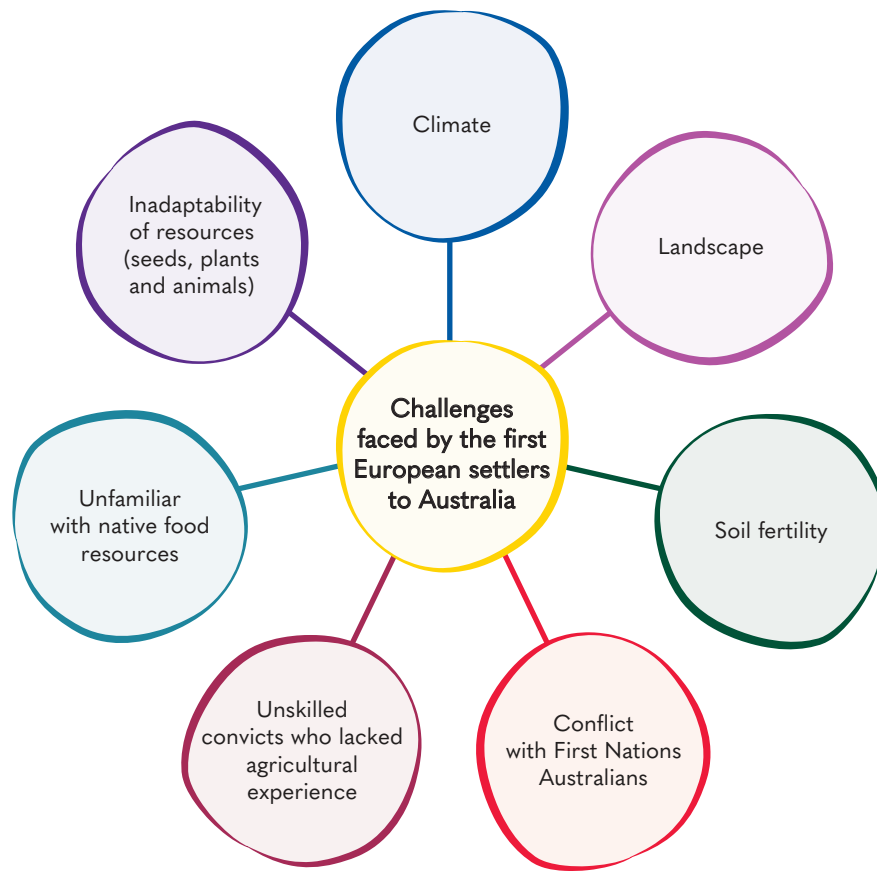 Climate
Landscape
Inadaptability
of resources
(seeds, plants
and animals)
Challenges
faced by the first
European settlers
to Australia
Unfamiliar
with native food
resources
Soil fertility
Unskilled
convicts who lacked
agricultural
experience
Conflict
with First Nations
Australians